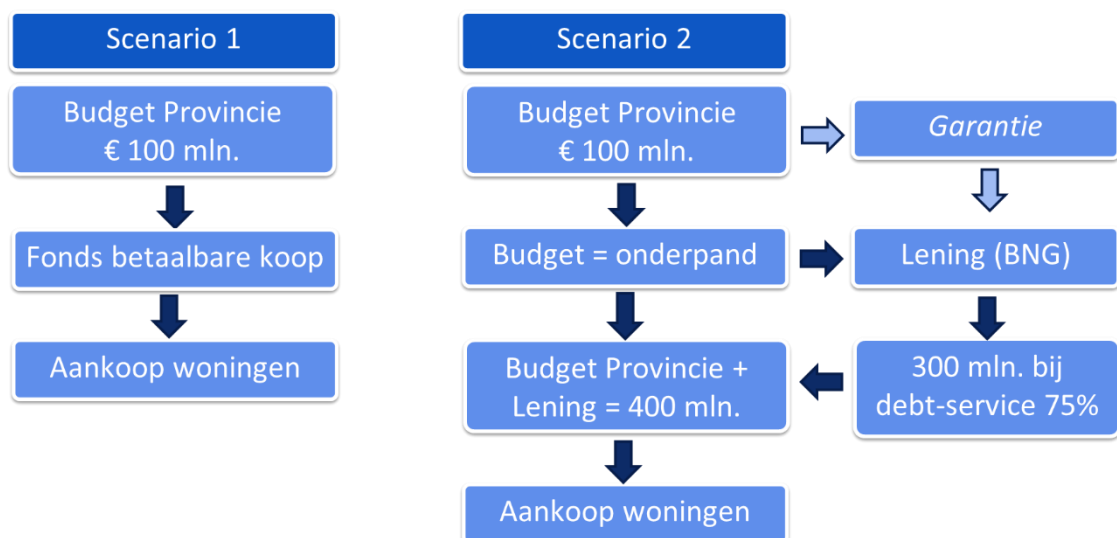 Scenario 1
Budget Provincie
€ 100 mln.
Fonds betaalbare koop
Aankoop woningen
Scenario 2
Budget Provincie
€ 100 mln.
Garantie
Budget = onderpand
Lening (BNG)
Budget Provincie +
Lening = 400 mln.
300 mln. bij
debt-service 75%
Aankoop woningen